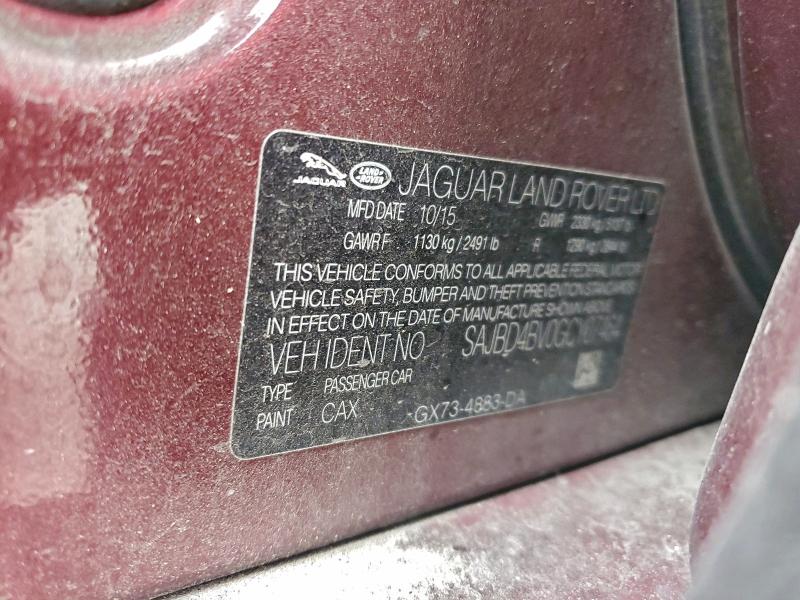 JAGUAR LAND-ROVER JAGUAR LAND ROVER LTD
MFD DATE 10/15 GVWR
GAWR F 1130 kg / 2491 lb R
THIS VEHICLE CONFORMS TO ALL APPLICABLE FEDERAL MOTOR
VEHICLE SAFETY, BUMPER AND THEFT PREVENTION STANDARDS
IN EFFECT ON THE DATE OF MANUFACTURE SHOWN ABOVE.
VEH IDENT NO
TYPE PASSENGER CAR
PAINT CAX GX73-4883-DA